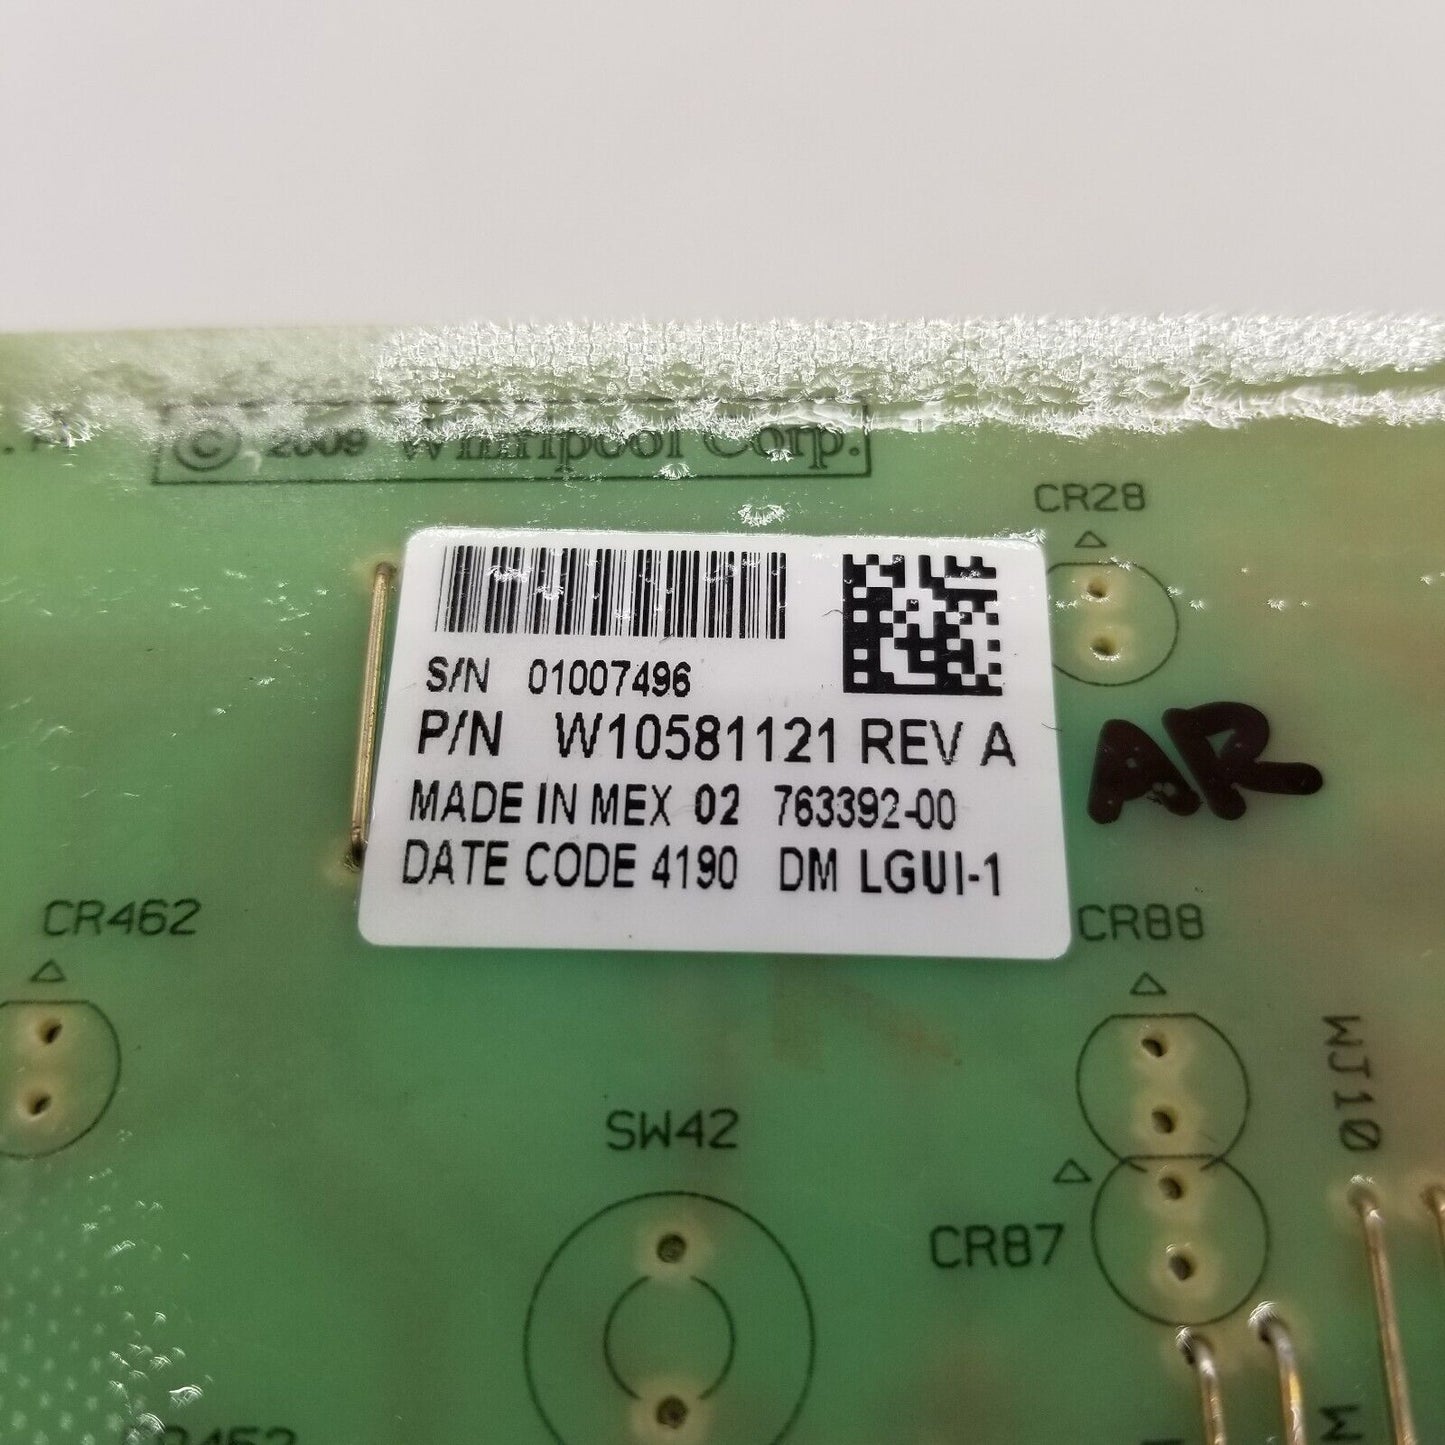 © 2009 Whirlpool Corp.
CR28
S/N 01007496
P/N W10581121 REV A
MADE IN MEX 02 763392-00
DATE CODE 4190 DM LGUI-1
AR
CR462
CR88
WJ10
SW42
CR87